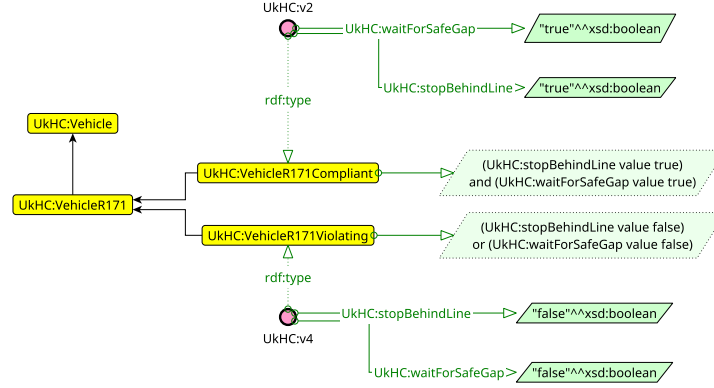 UkHC:v2
UkHC:waitForSafeGap
"true"^^xsd:boolean
UkHC:stopBehindLine
"true"^^xsd:boolean
rdf:type
UkHC:Vehicle
UkHC:VehicleR171Compliant
(UkHC:stopBehindLine value true)
and (UkHC:waitForSafeGap value true)
UkHC:VehicleR171
UkHC:VehicleR171Violating
(UkHC:stopBehindLine value false)
or (UkHC:waitForSafeGap value false)
rdf:type
UkHC:stopBehindLine
"false"^^xsd:boolean
UkHC:v4
UkHC:waitForSafeGap
"false"^^xsd:boolean